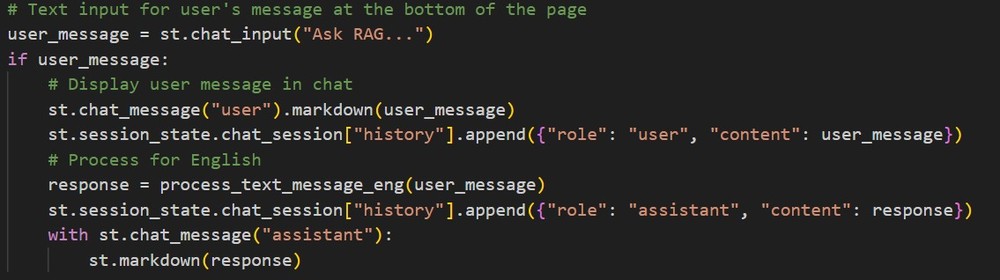 # Text input for user's message at the bottom of the page
user_message = st.chat_input("Ask RAG...")
if user_message:
    # Display user message in chat
    st.chat_message("user").markdown(user_message)
    st.session_state.chat_session["history"].append({"role": "user", "content": user_message})
    # Process for English
    response = process_text_message_eng(user_message)
    st.session_state.chat_session["history"].append({"role": "assistant", "content": response})
    with st.chat_message("assistant"):
        st.markdown(response)